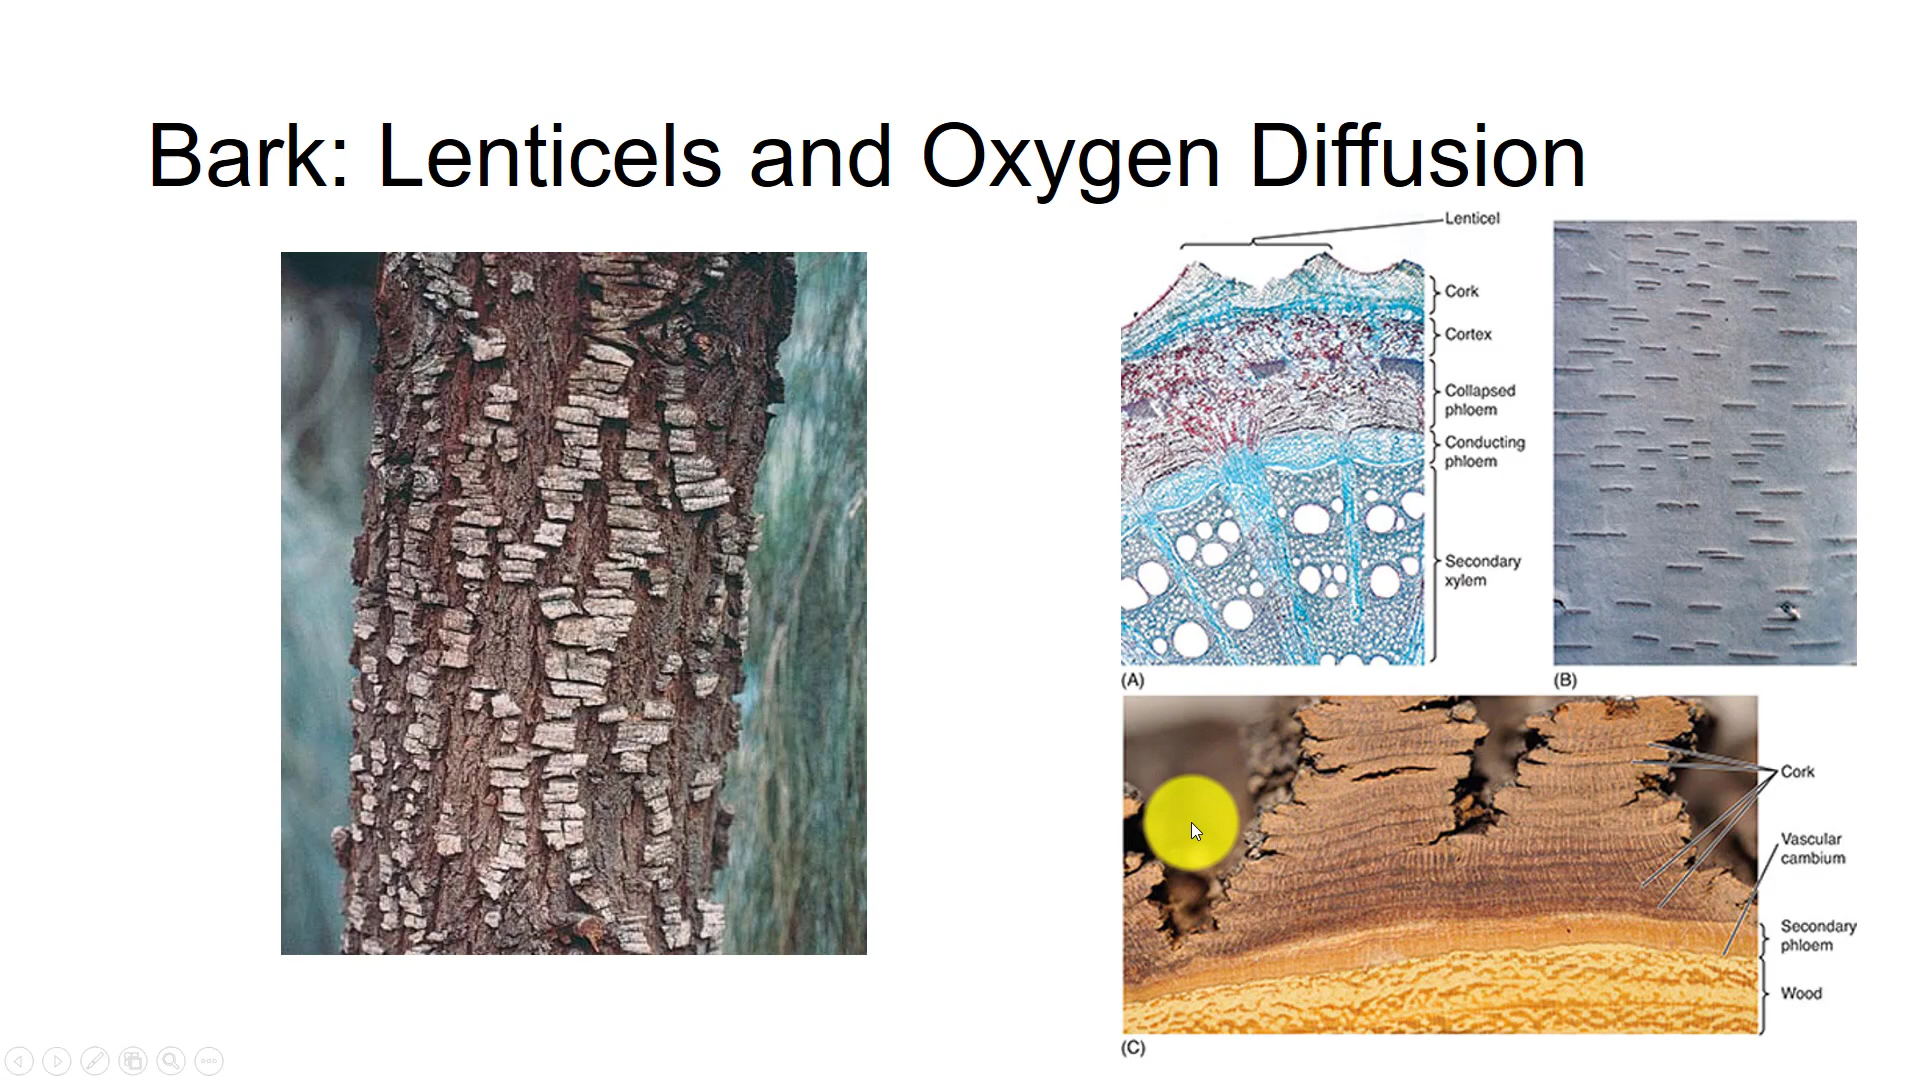 Bark: Lenticels and Oxygen Diffusion
Lenticel
Cork
Cortex
Collapsed
phloem
Conducting
phloem
Secondary
xylem
(A)
(B)
Cork
Vascular
cambium
Secondary
phloem
Wood
(C)